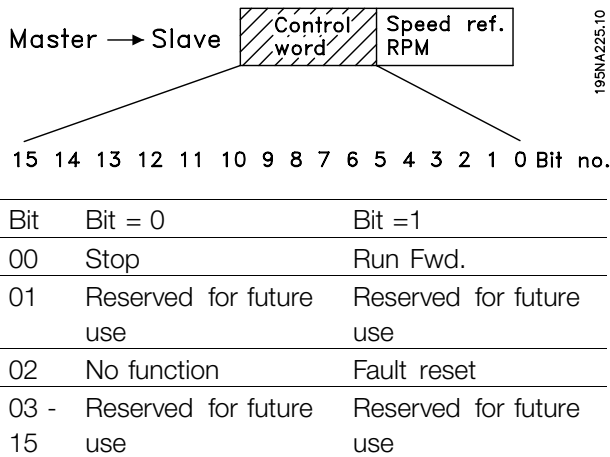 Master → Slave Control word Speed ref. RPM
195NA225.10
15 14 13 12 11 10 9 8 7 6 5 4 3 2 1 0 Bit no.
Bit Bit = 0 Bit =1
00 Stop Run Fwd.
01 Reserved for future use Reserved for future use
02 No function Fault reset
03 - 15 Reserved for future use Reserved for future use